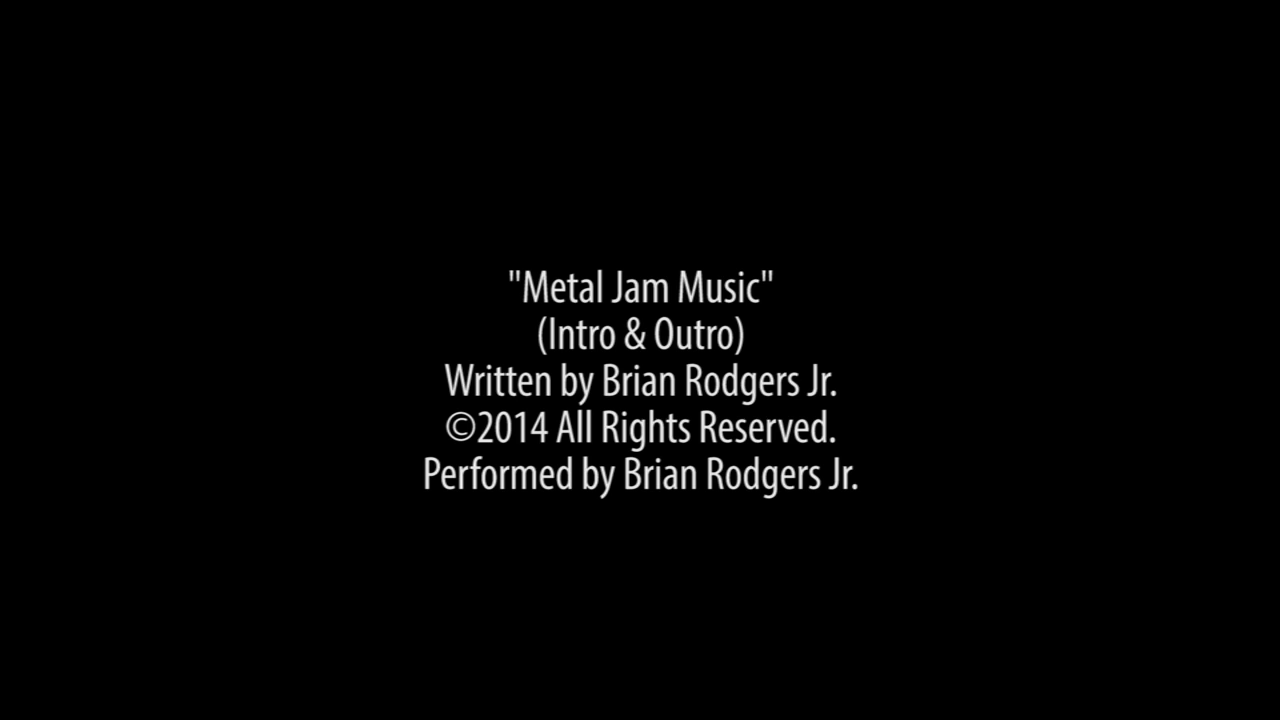 "Metal Jam Music"
(Intro & Outro)
Written by Brian Rodgers Jr.
©2014 All Rights Reserved.
Performed by Brian Rodgers Jr.